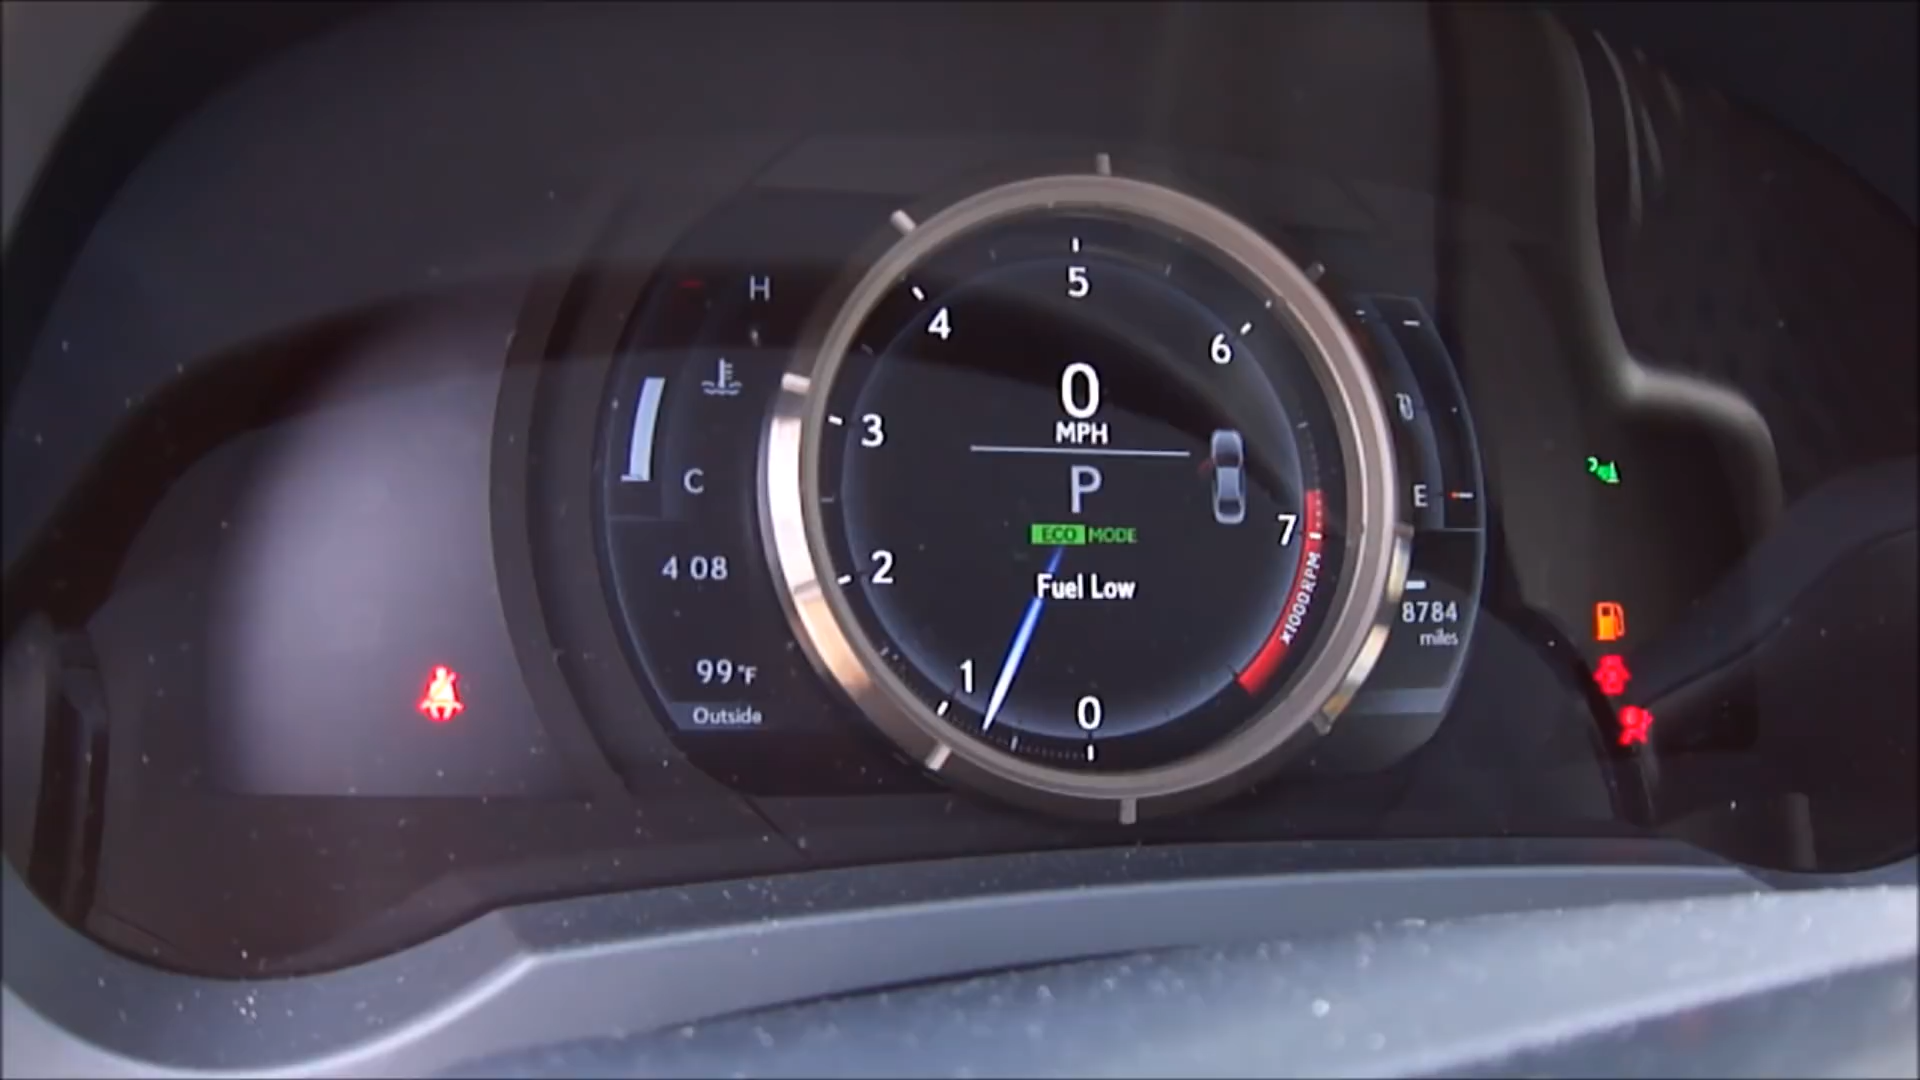 H
C
4 08
99°F
Outside
0
1
2
3
4
5
6
7
x1000RPM
0
MPH
P
ECO MODE
Fuel Low
E
8784
miles